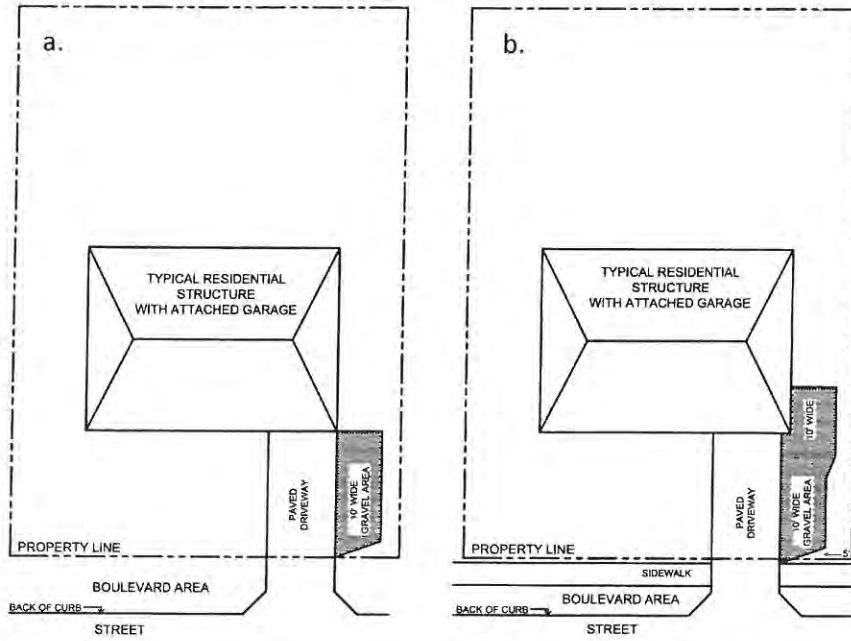 a.
TYPICAL RESIDENTIAL
STRUCTURE
WITH ATTACHED GARAGE
PAVED
DRIVEWAY
10' WIDE
GRAVEL AREA
PROPERTY LINE
BOULEVARD AREA
BACK OF CURB
STREET
b.
TYPICAL RESIDENTIAL
STRUCTURE
WITH ATTACHED GARAGE
10' WIDE
PAVED
DRIVEWAY
10' WIDE
GRAVEL AREA
PROPERTY LINE
SIDEWALK
BOULEVARD AREA
BACK OF CURB
STREET